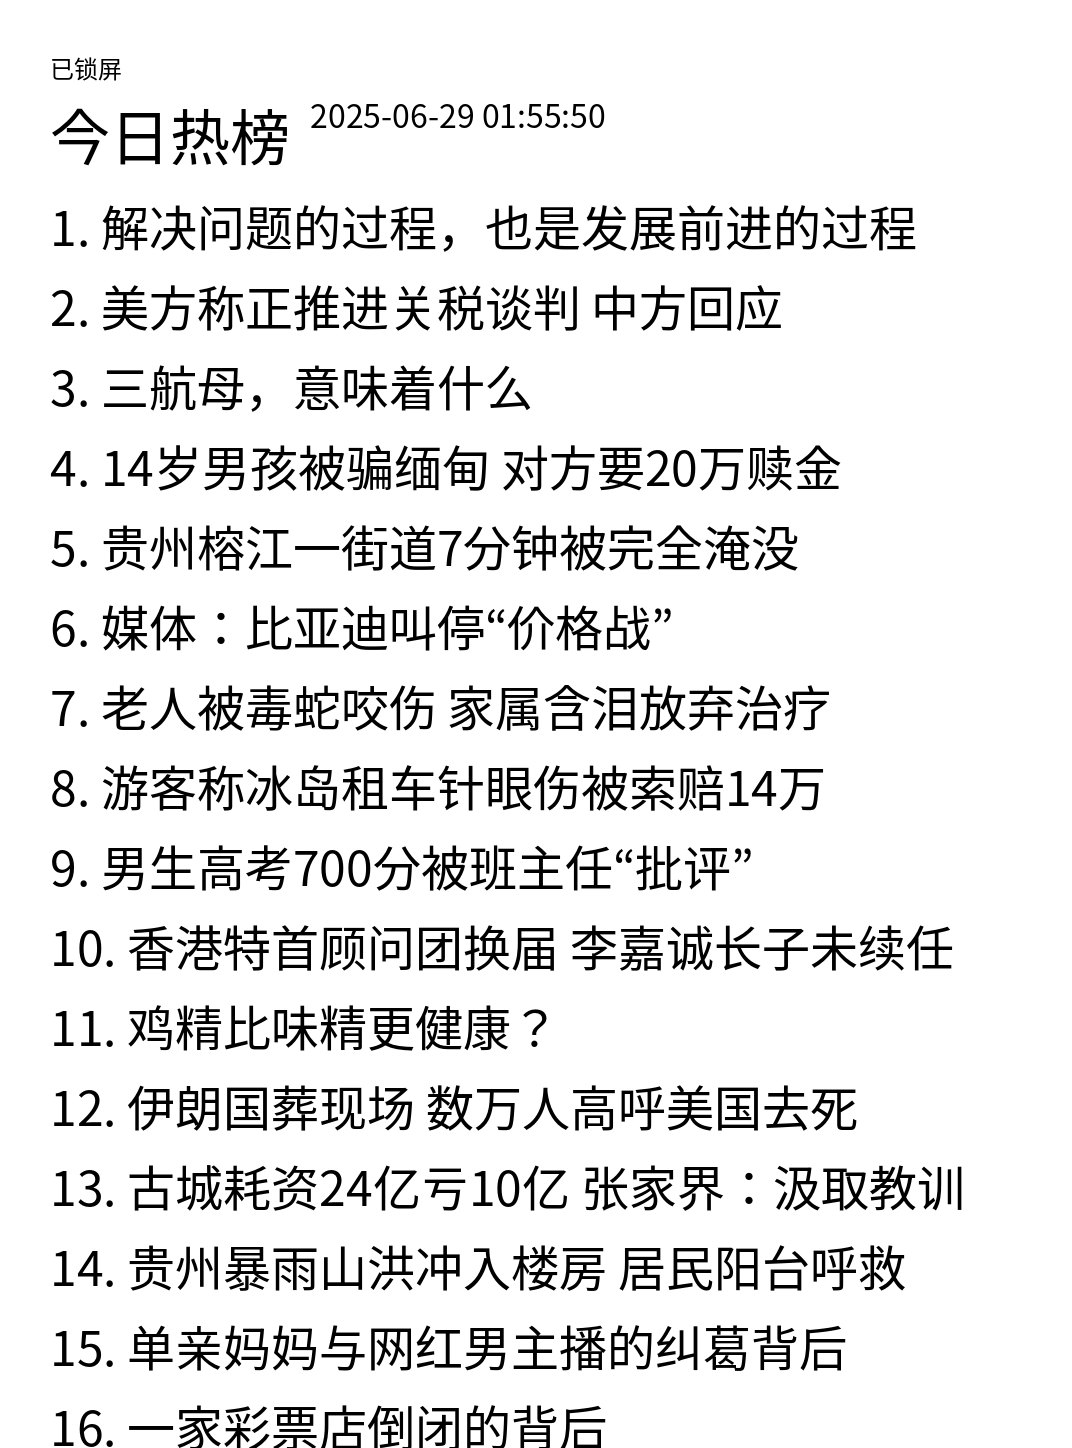 已锁屏
今日热榜 2025-06-29 01:55:50
1. 解决问题的过程，也是发展前进的过程
2. 美方称正推进关税谈判 中方回应
3. 三航母，意味着什么
4. 14岁男孩被骗缅甸 对方要20万赎金
5. 贵州榕江一街道7分钟被完全淹没
6. 媒体：比亚迪叫停“价格战”
7. 老人被毒蛇咬伤 家属含泪放弃治疗
8. 游客称冰岛租车针眼伤被索赔14万
9. 男生高考700分被班主任“批评”
10. 香港特首顾问团换届 李嘉诚长子未续任
11. 鸡精比味精更健康？
12. 伊朗国葬现场 数万人高呼美国去死
13. 古城耗资24亿亏10亿 张家界：汲取教训
14. 贵州暴雨山洪冲入楼房 居民阳台呼救
15. 单亲妈妈与网红男主播的纠葛背后
16. 一家彩票店倒闭的背后